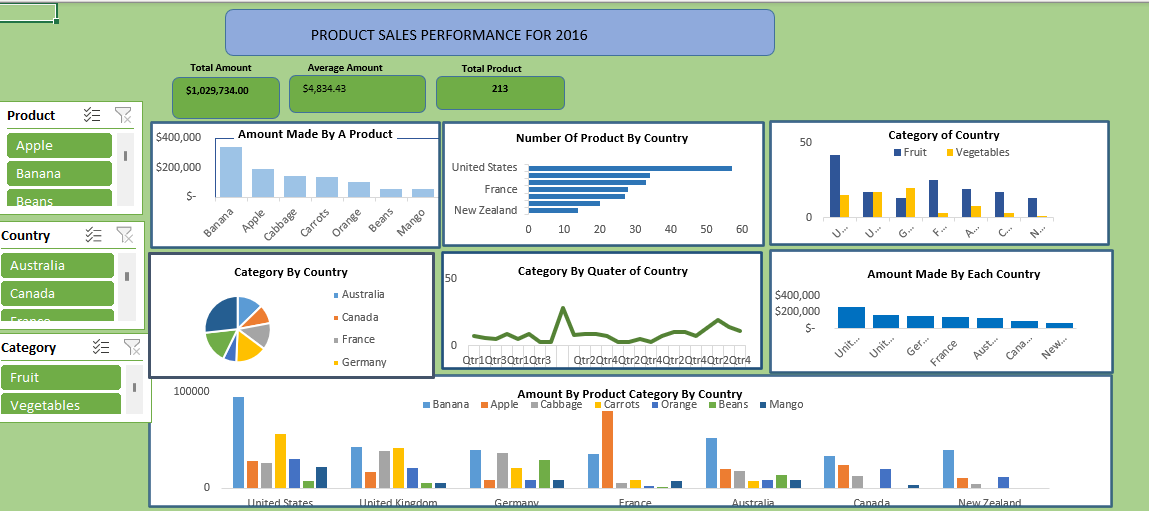 PRODUCT SALES PERFORMANCE FOR 2016
Total Amount
Average Amount
Total Product
$1,029,734.00
$4,834.43
213
Product
Apple
Banana
Beans
Country
Australia
Canada
France
Category
Fruit
Vegetables
Amount Made By A Product
$400,000
$200,000
$-
Banana
Apple
Cabbage
Carrots
Orange
Beans
Mango
Number Of Product By Country
United States
France
New Zealand
0 10 20 30 40 50 60
Category of Country
Fruit Vegetables
50
0
U... U... G... F... A... C... N...
Category By Country
Australia
Canada
France
Germany
Category By Quater of Country
50
0
Qtr1Qtr3Qtr1Qtr3 Qtr2Qtr4Qtr2Qtr4Qtr2Qtr4Qtr2Qtr4
Amount Made By Each Country
$400,000
$200,000
$-
Unit... Unit... Ger... France Aust... Cana... New...
Amount By Product Category By Country
Banana Apple Cabbage Carrots Orange Beans Mango
100000
0
United States United Kingdom Germany France Australia Canada New Zealand